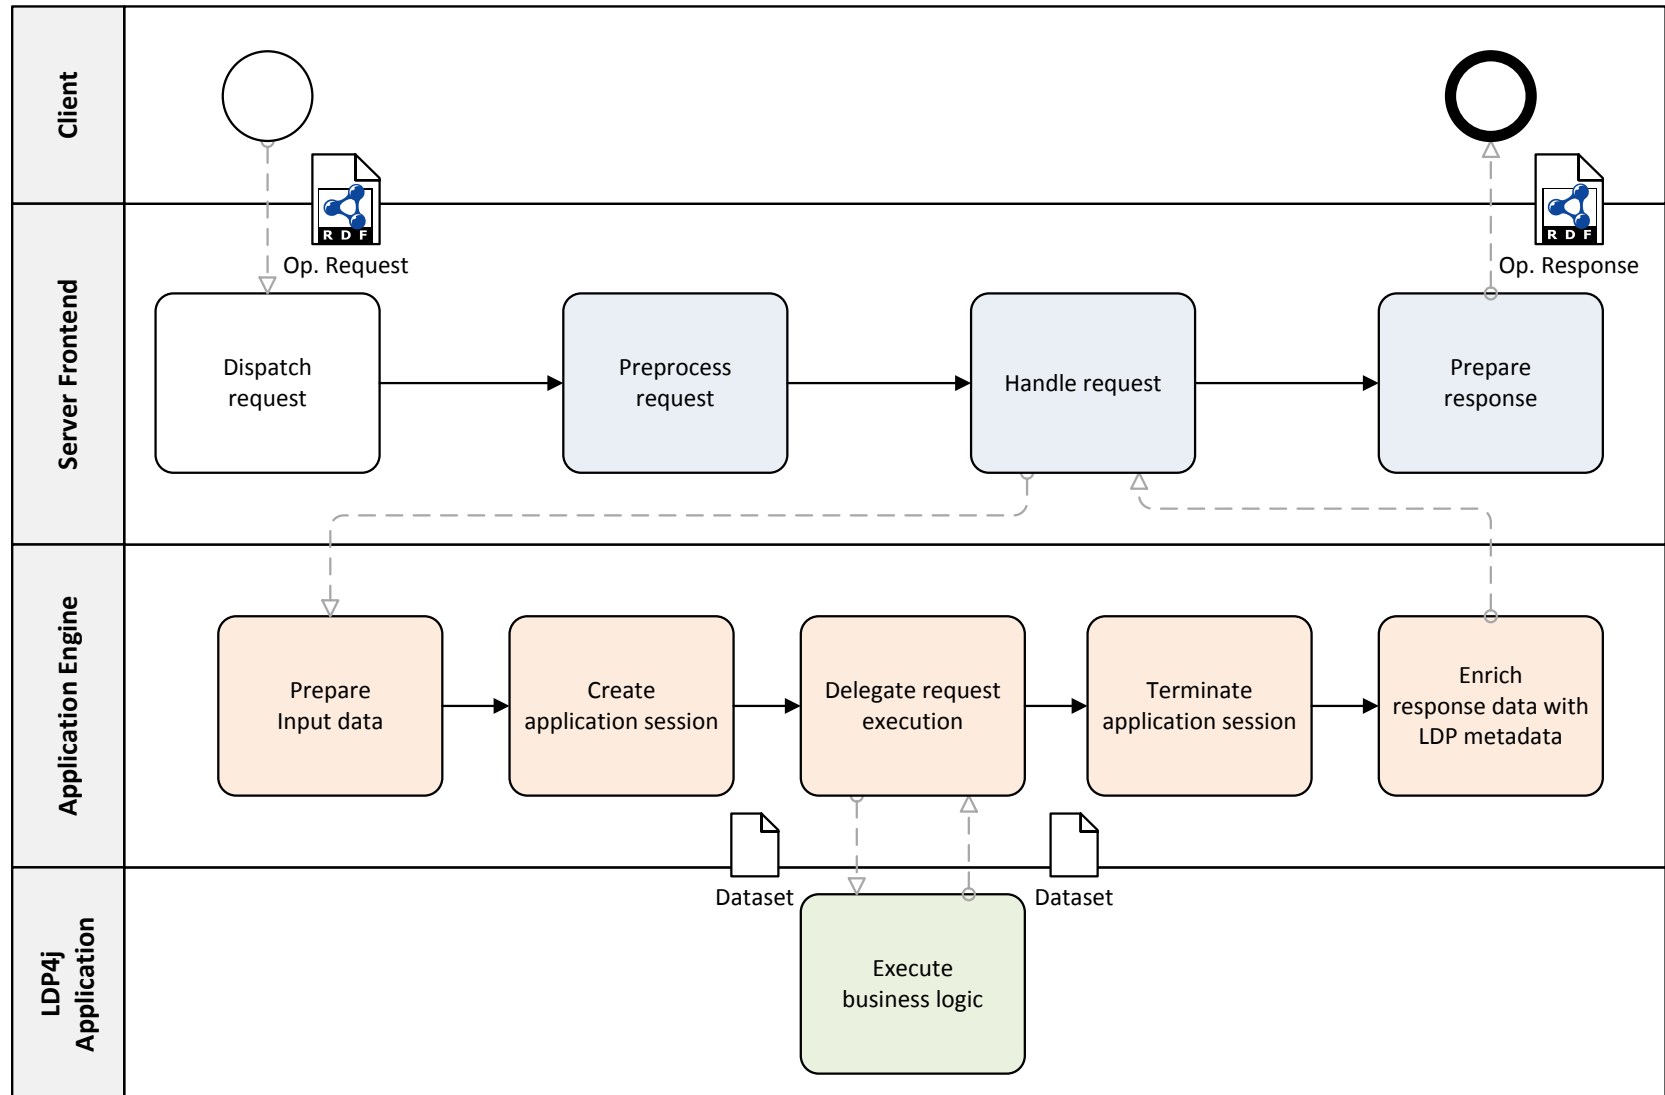 Client
RDF
RDF
Op. Request
Op. Response
Server Frontend
Dispatch
request
Preprocess
request
Handle request
Prepare
response
Application Engine
Prepare
Input data
Create
application session
Delegate request
execution
Terminate
application session
Enrich
response data with
LDP metadata
Dataset
Dataset
LDP4j
Application
Execute
business logic